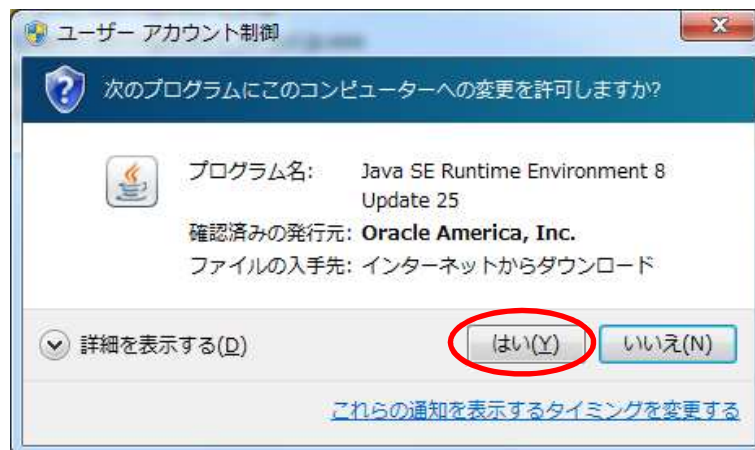 ユーザー アカウント制御
次のプログラムにこのコンピューターへの変更を許可しますか?
プログラム名: Java SE Runtime Environment 8
Update 25
確認済みの発行元: Oracle America, Inc.
ファイルの入手先: インターネットからダウンロード
詳細を表示する(D) はい(Y) いいえ(N)
これらの通知を表示するタイミングを変更する